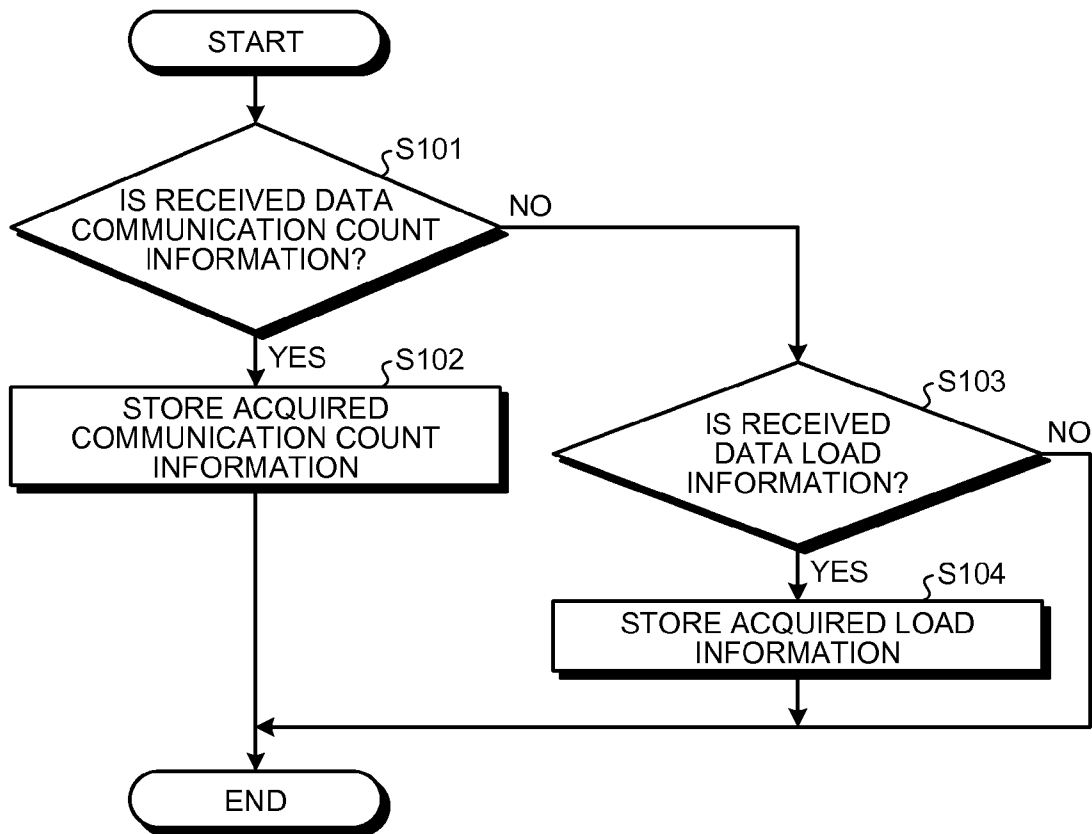 START
S101
IS RECEIVED DATA
COMMUNICATION COUNT
INFORMATION?
NO
YES
S102
STORE ACQUIRED
COMMUNICATION COUNT
INFORMATION
S103
IS RECEIVED
DATA LOAD
INFORMATION?
NO
YES
S104
STORE ACQUIRED LOAD
INFORMATION
END